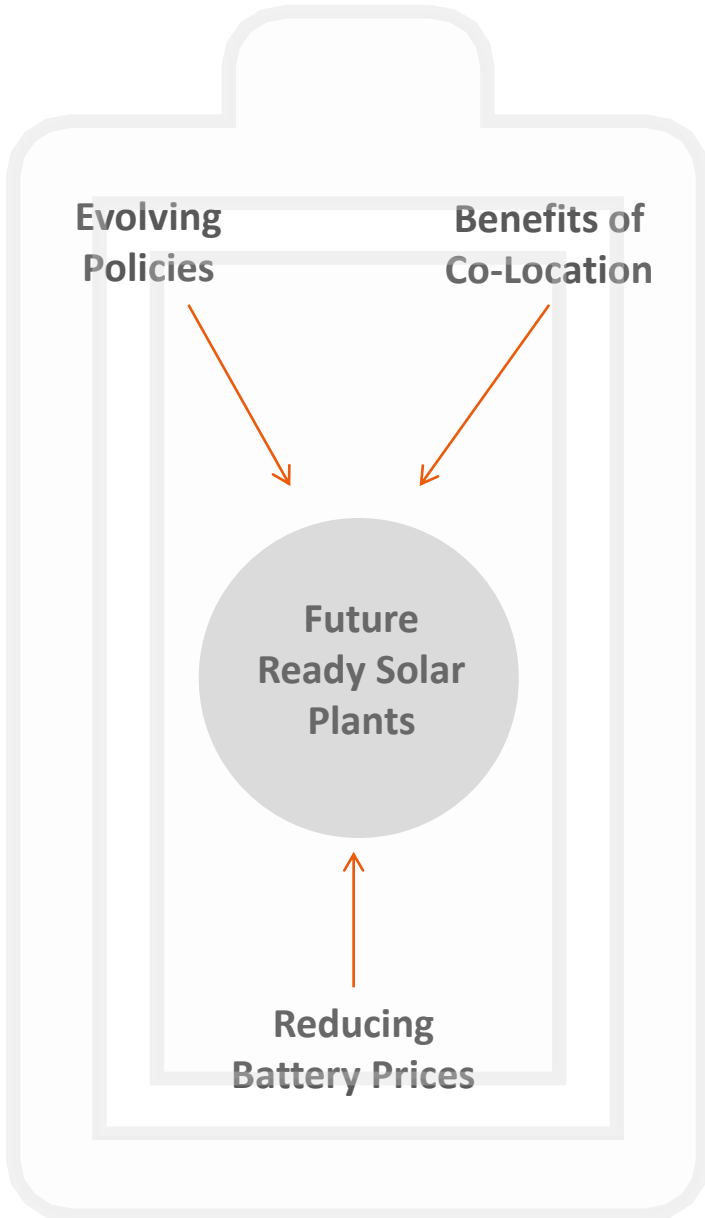 Evolving
Policies
Benefits of
Co-Location
Future
Ready Solar
Plants
Reducing
Battery Prices